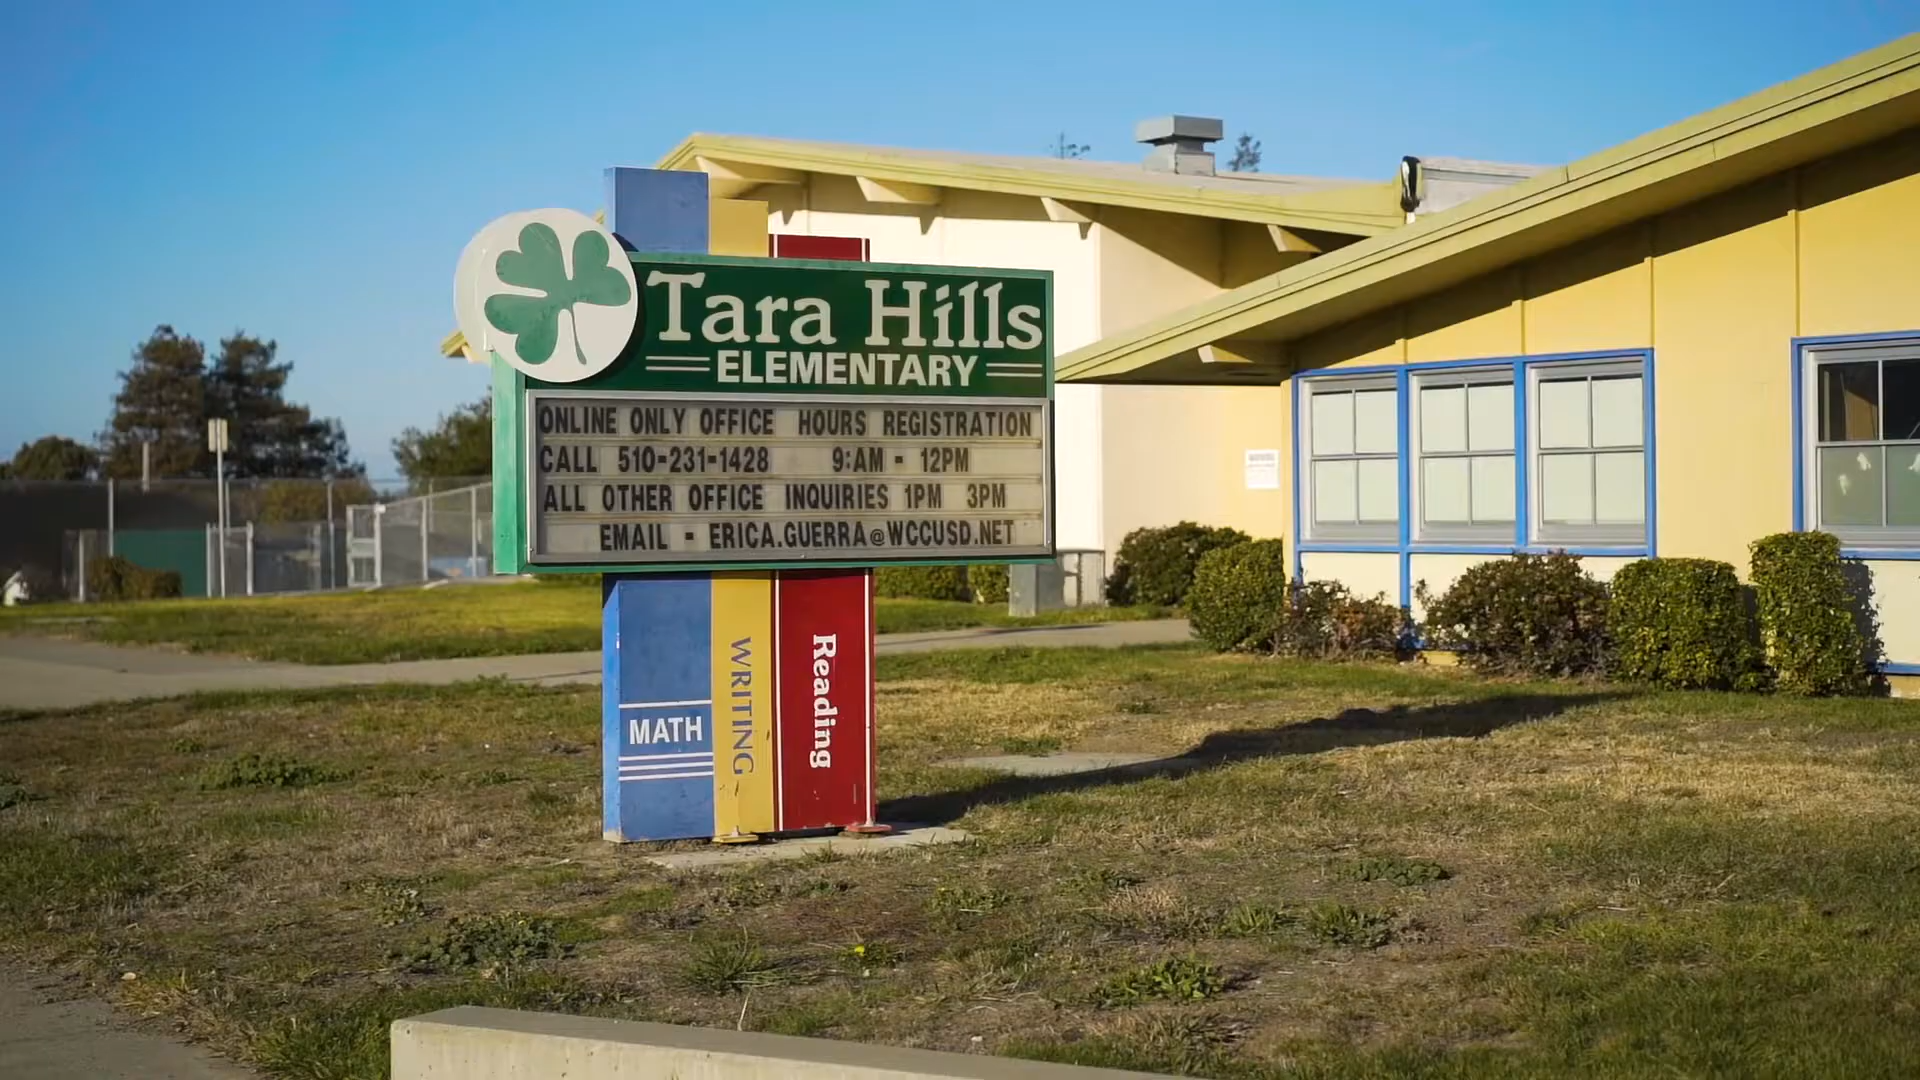 Tara Hills
ELEMENTARY
ONLINE ONLY OFFICE HOURS REGISTRATION
CALL 510-231-1428 9:AM - 12PM
ALL OTHER OFFICE INQUIRIES 1PM 3PM
EMAIL - ERICA.GUERRA@WCCUSD.NET
MATH
WRITING
Reading